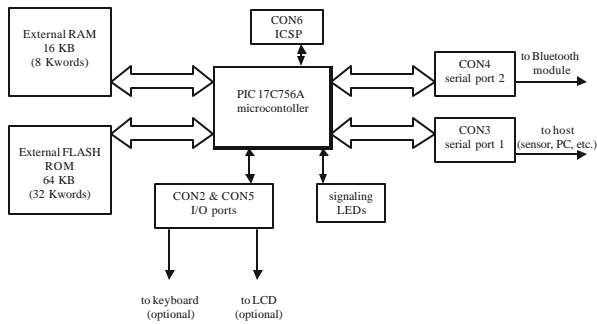 External RAM
16 KB
(8 Kwords)
CON6
ICSP
CON4
serial port 2
to Bluetooth
module
PIC 17C756A
microcontoller
External FLASH
ROM
64 KB
(32 Kwords)
CON3
serial port 1
to host
(sensor, PC, etc.)
CON2 & CON5
I/O ports
signaling
LEDs
to keyboard
(optional)
to LCD
(optional)